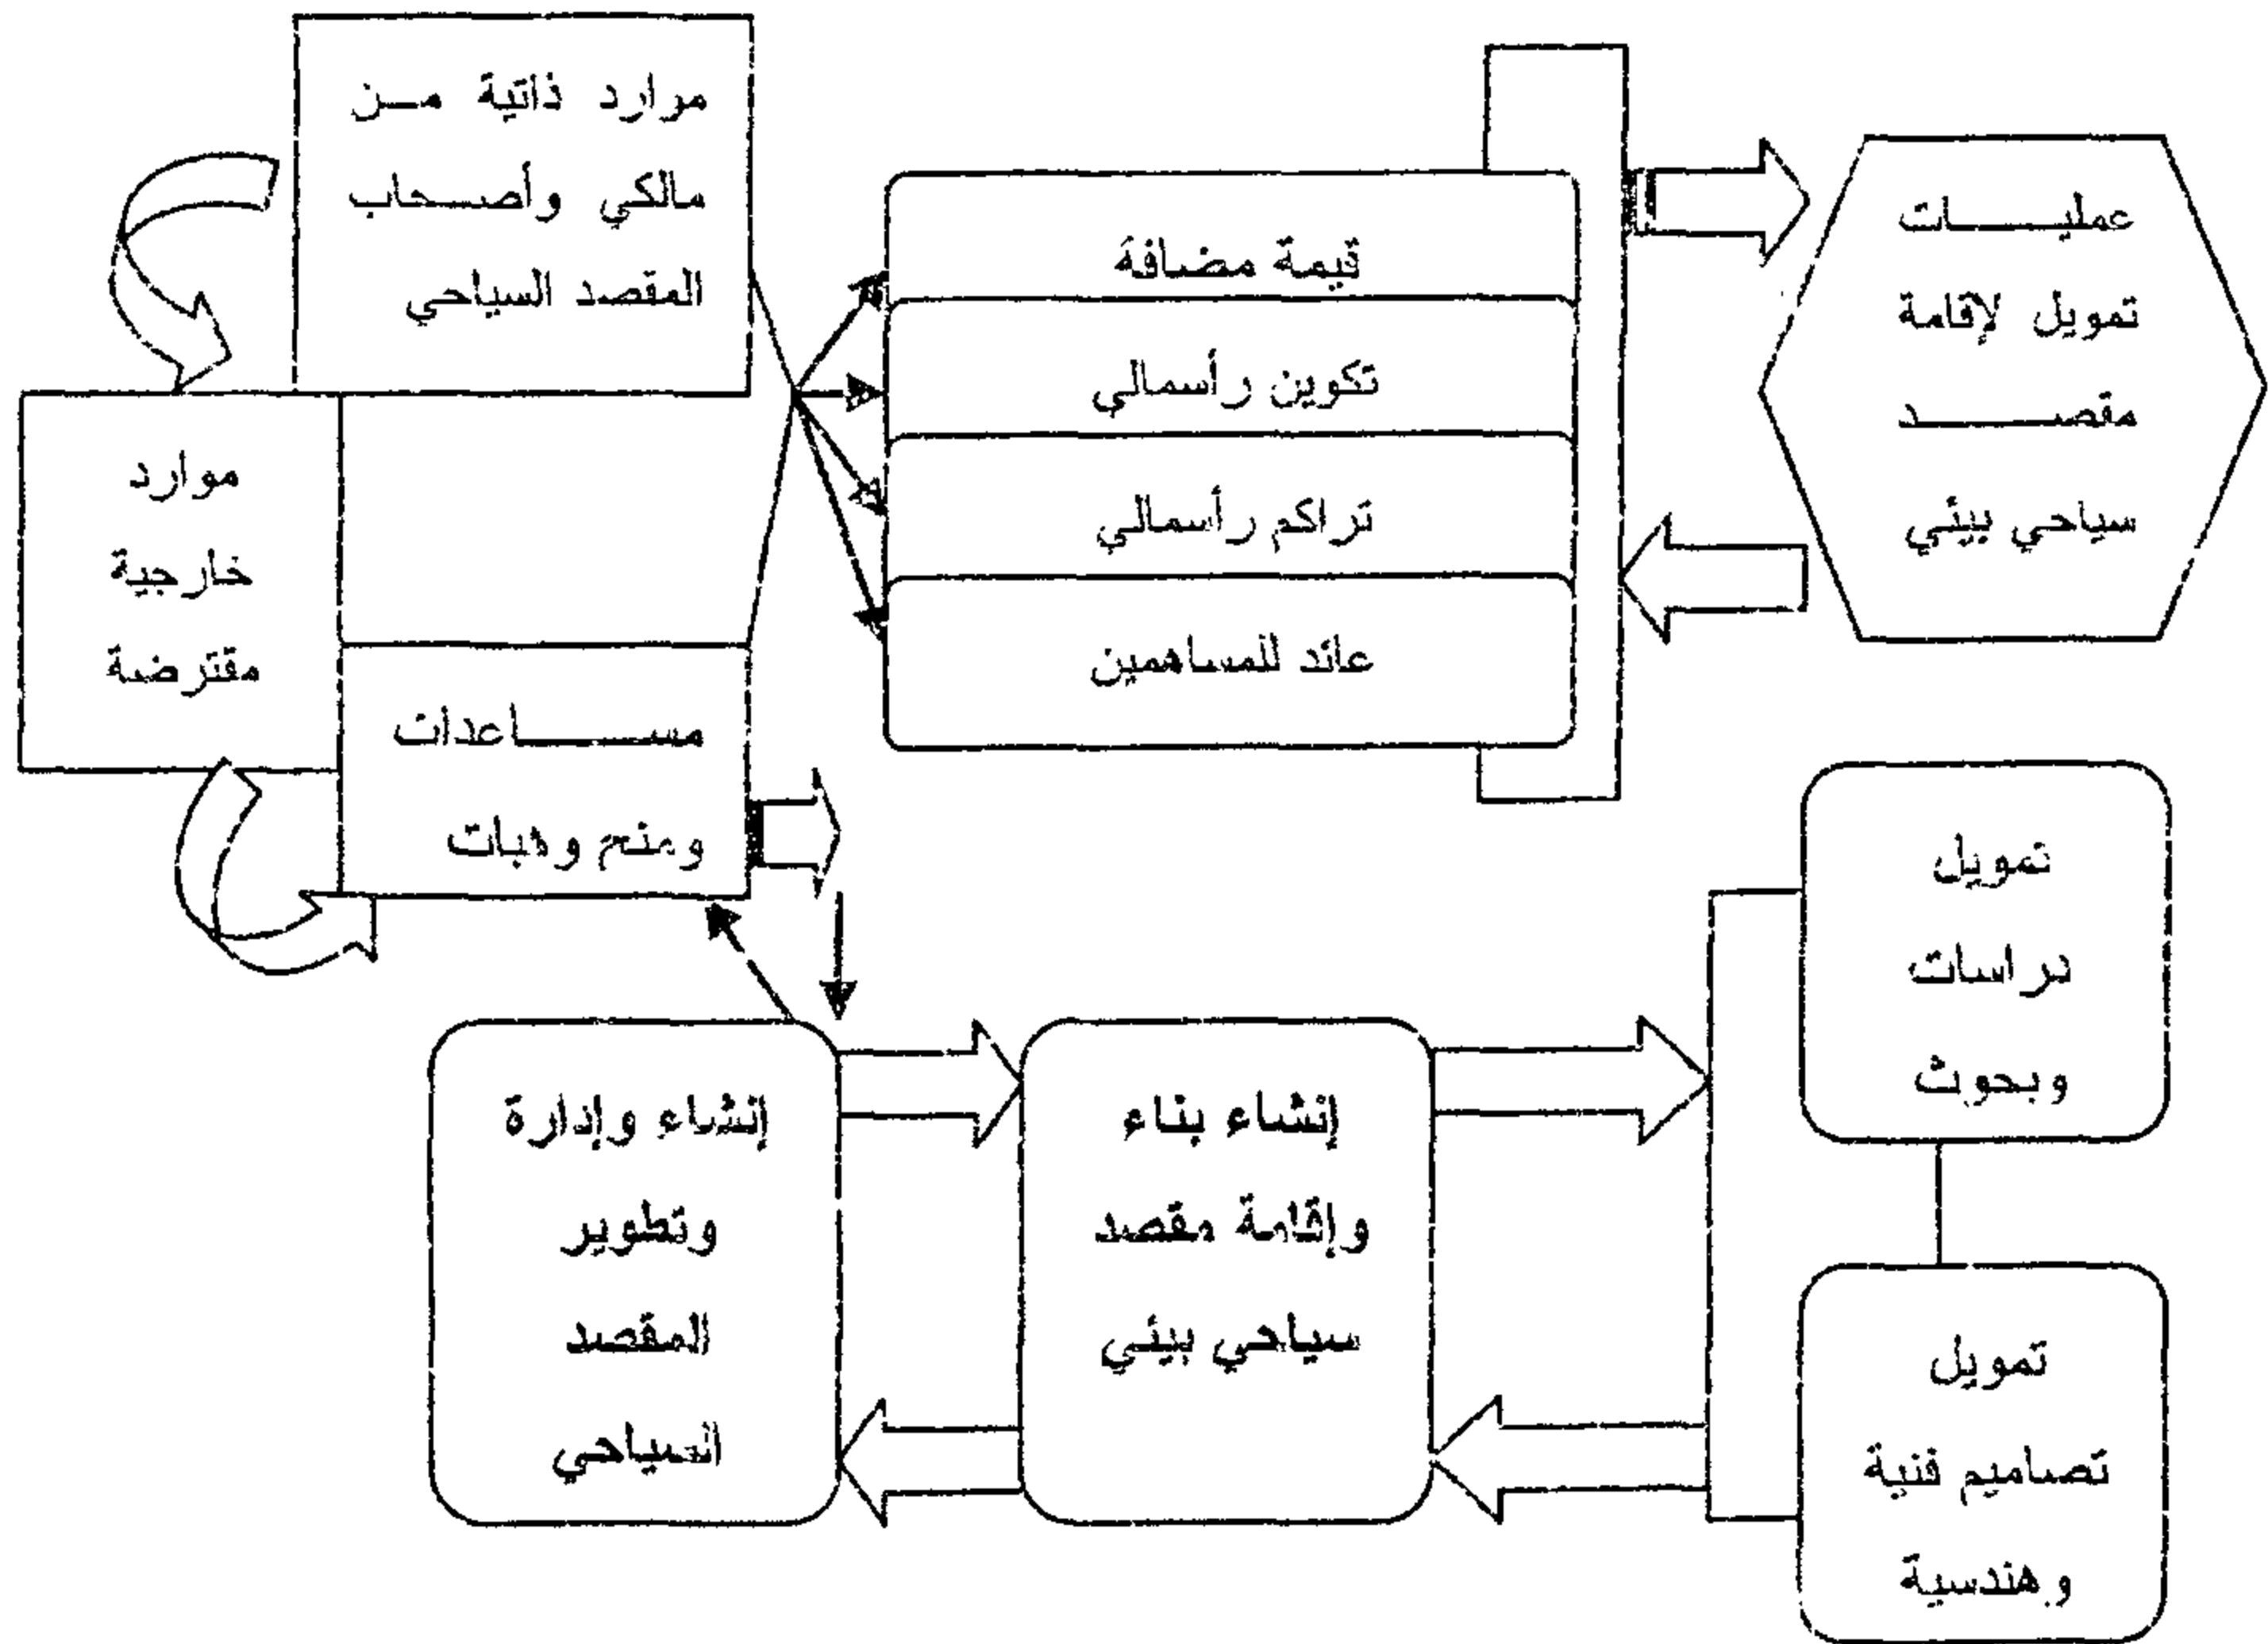 موارد ذاتية من
مالكي وأصحاب
المقصد السياحي
موارد
خارجية
مقترضة
مساعدات
ومنح وهبات
قيمة مضافة
تكوين رأسمالي
تراكم رأسمالي
عائد للمساهمين
عمليات
تمويل لإقامة
مقصد
سياحي بيئي
تمويل
دراسات
وبحوث
تمويل
تصاميم فنية
وهندسية
إنشاء بناء
وإقامة مقصد
سياحي بيئي
إنشاء وإدارة
وتطوير
المقصد
السياحي